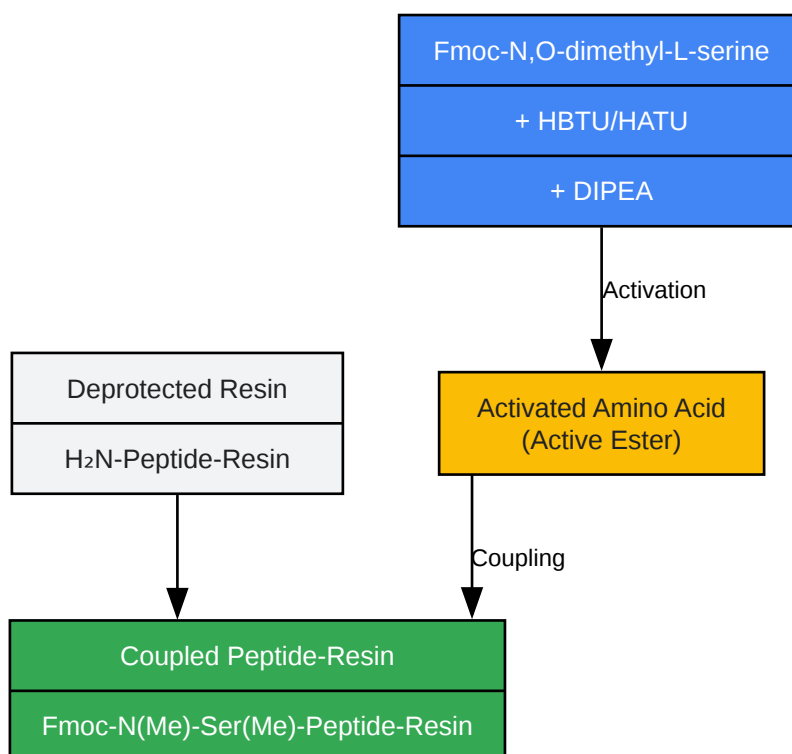 Fmoc-N,O-dimethyl-L-serine
+ HBTU/HATU
+ DIPEA
Activation
Deprotected Resin
H₂N-Peptide-Resin
Activated Amino Acid
(Active Ester)
Coupling
Coupled Peptide-Resin
Fmoc-N(Me)-Ser(Me)-Peptide-Resin